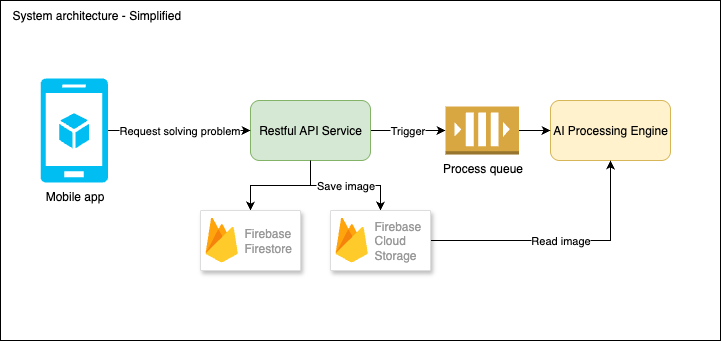 System architecture - Simplified
Request solving problem
Restful API Service
Trigger
AI Processing Engine
Process queue
Mobile app
Save image
Firebase
Firestore
Firebase
Cloud
Storage
Read image